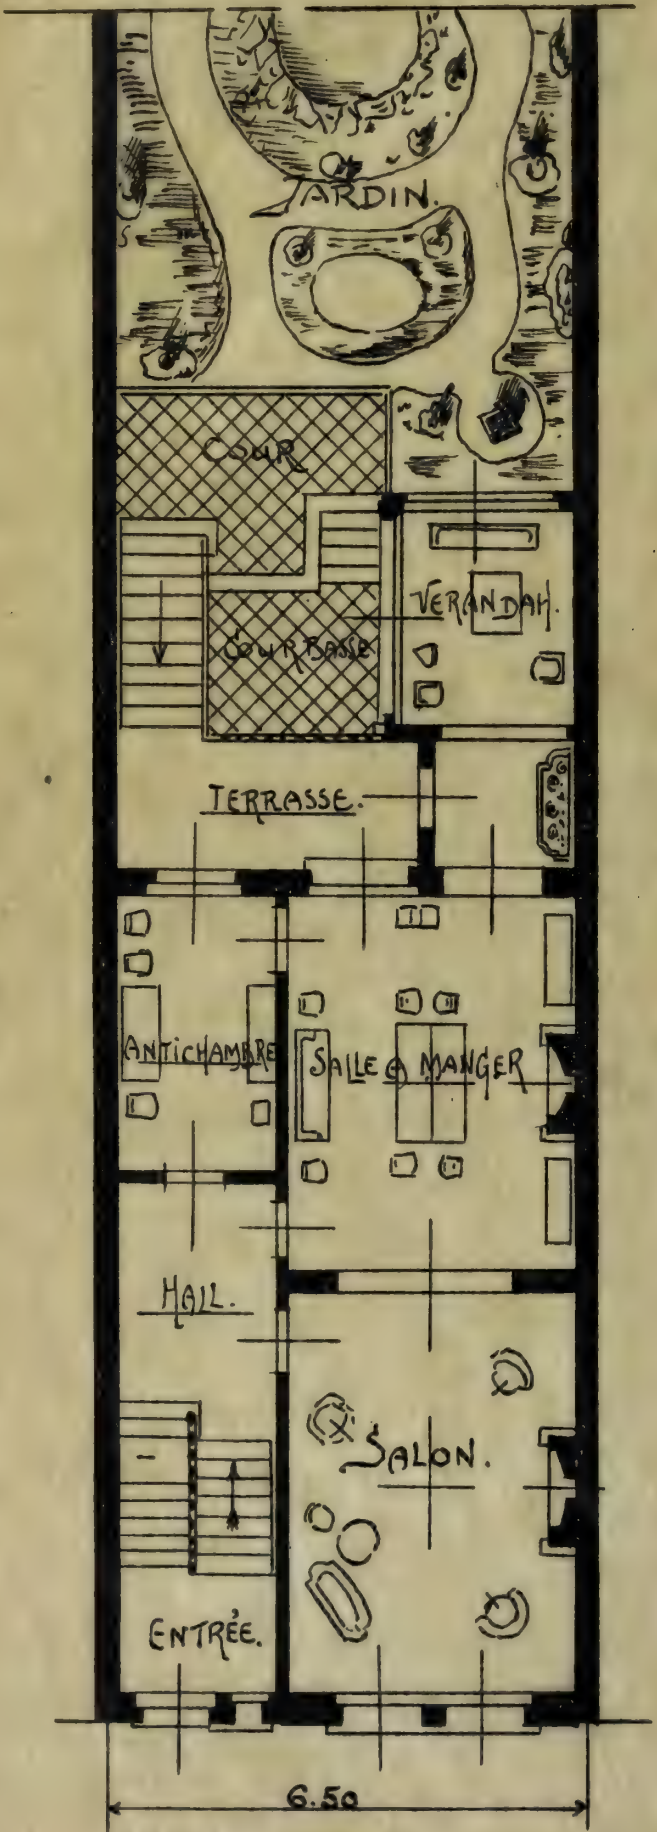 JARDIN.
COUR
VERANDAH.
COUR BASSE
TERRASSE.
ANTICHAMBRE
SALLE A MANGER
HALL.
SALON.
ENTRÉE.
6.50